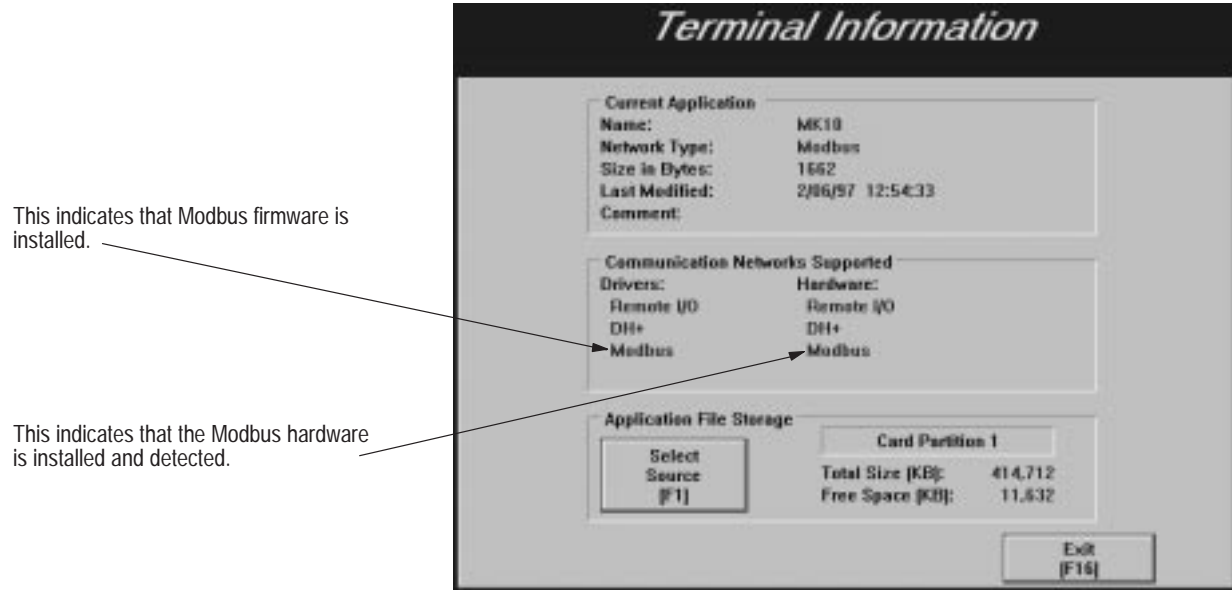 Terminal Information
Current Application
Name: MK10
Network Type: Modbus
Size in Bytes: 1662
Last Modified: 2/06/97 12:54:33
Comment:
This indicates that Modbus firmware is
installed.
Communication Networks Supported
Drivers: Hardware:
Remote I/O Remote I/O
DH+ DH+
Modbus Modbus
This indicates that the Modbus hardware
is installed and detected.
Application File Storage
Select
Source
[F1]
Card Partition 1
Total Size [KB]: 414,712
Free Space [KB]: 11,632
Exit
[F16]